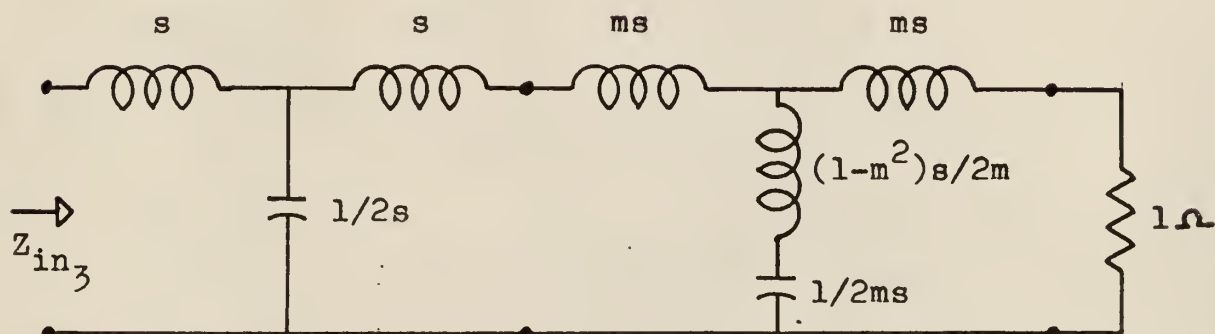 s s ms ms
(1-m²)s/2m
1/2s
1Ω
Z_in₃
1/2ms